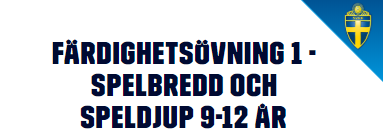 FÄRDIGHETSÖVNING 1 -
SPELBREDD OCH
SPELDJUP 9-12 ÅR